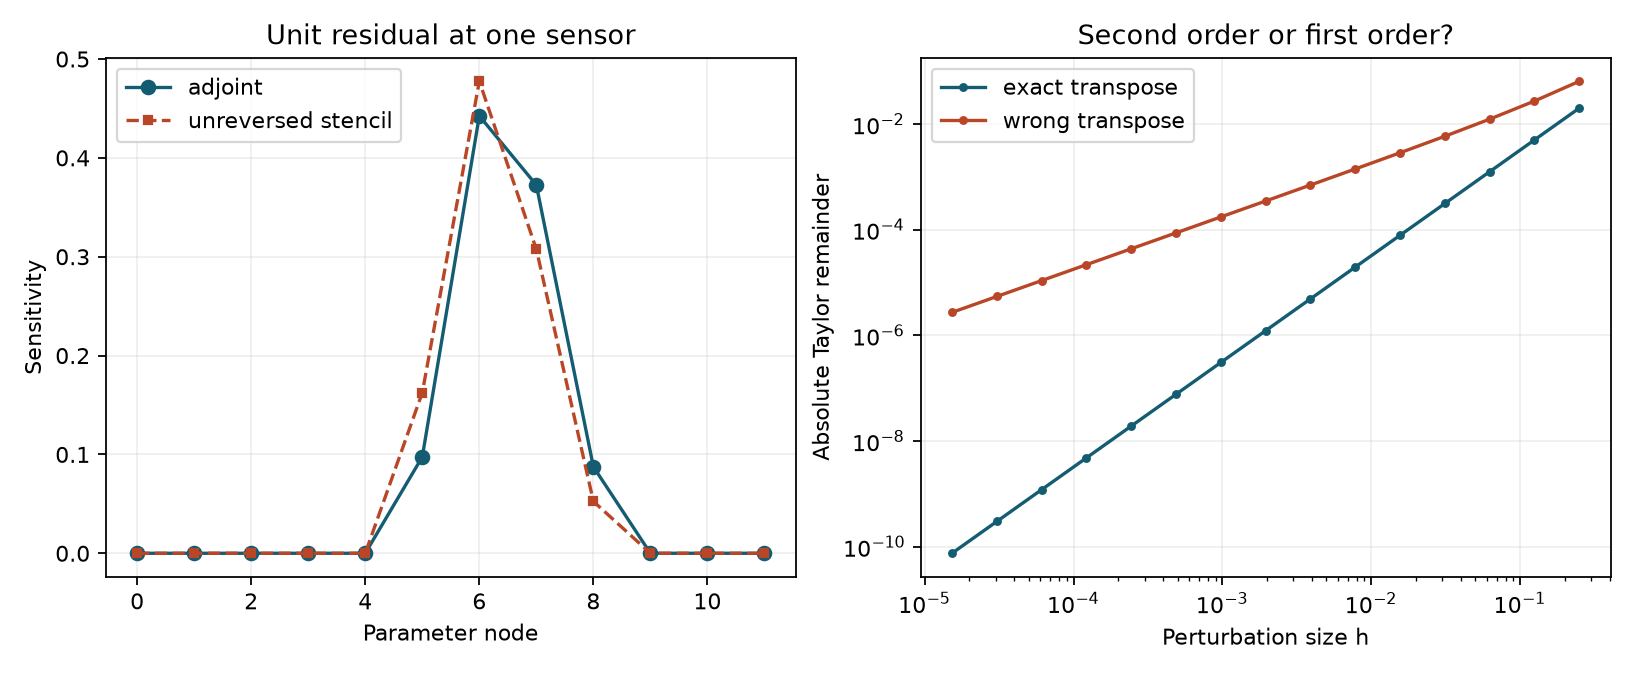 Unit residual at one sensor
adjoint
unreversed stencil
Sensitivity
0.5
0.4
0.3
0.2
0.1
0.0
0 2 4 6 8 10
Parameter node
Second order or first order?
exact transpose
wrong transpose
Absolute Taylor remainder
10⁻²
10⁻⁴
10⁻⁶
10⁻⁸
10⁻¹⁰
10⁻⁵ 10⁻⁴ 10⁻³ 10⁻² 10⁻¹
Perturbation size h